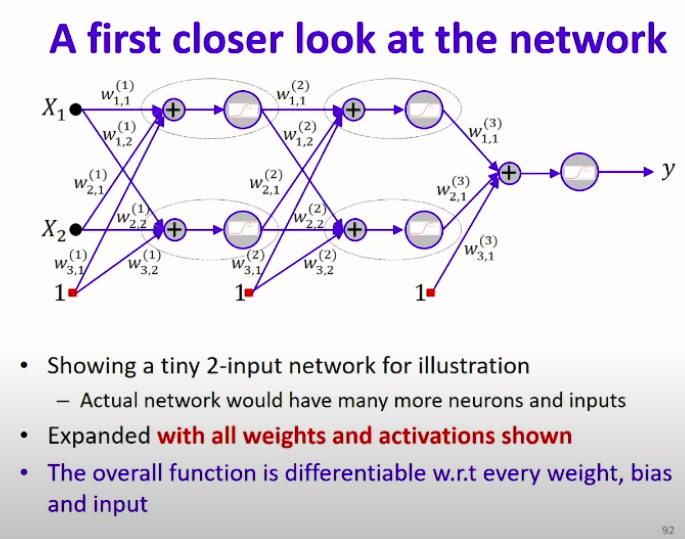 A first closer look at the network
w_{1,1}^{(1)} w_{1,1}^{(2)}
X_1 + +
w_{1,2}^{(1)} w_{1,2}^{(2)} w_{1,1}^{(3)}
+ y
w_{2,1}^{(1)} w_{2,1}^{(2)} w_{2,1}^{(3)}
w_{2,2}^{(1)} w_{2,2}^{(2)}
X_2 + +
w_{3,1}^{(1)} w_{3,2}^{(1)} w_{3,1}^{(2)} w_{3,2}^{(2)} w_{3,1}^{(3)}
1 1 1
• Showing a tiny 2-input network for illustration
– Actual network would have many more neurons and inputs
• Expanded with all weights and activations shown
• The overall function is differentiable w.r.t every weight, bias
and input
92